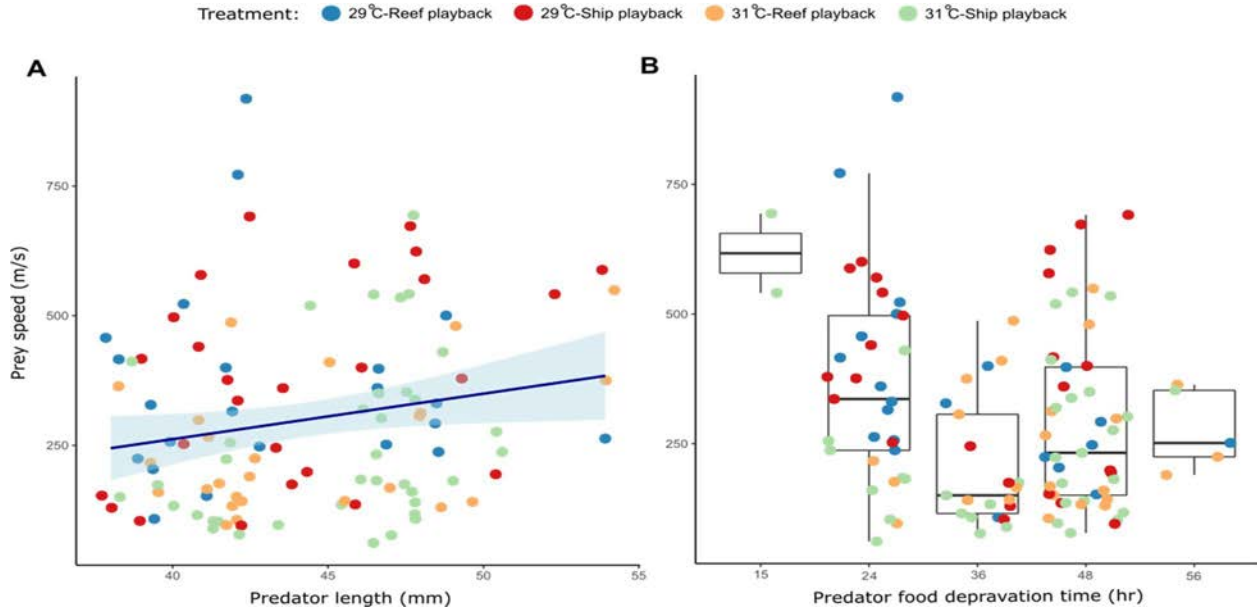 Treatment: 29°C-Reef playback 29°C-Ship playback 31°C-Reef playback 31°C-Ship playback
A
B
Prey speed (m/s)
750
500
250
40 45 50 55
Predator length (mm)
750
500
250
15 24 36 48 56
Predator food depravation time (hr)